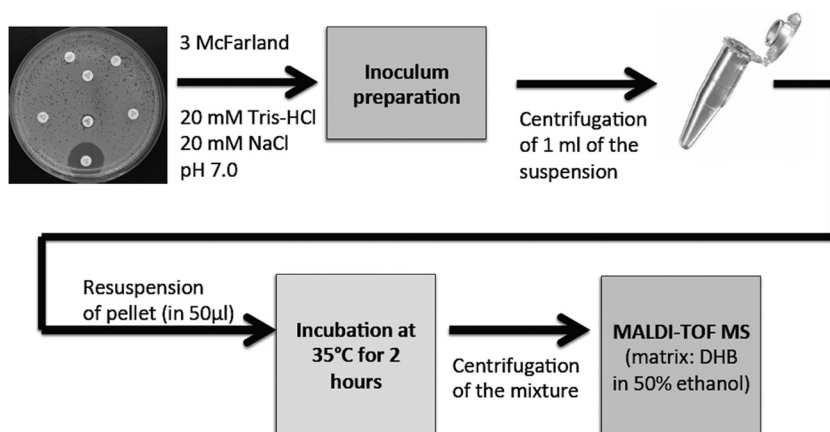 3 McFarland
20 mM Tris-HCl
20 mM NaCl
pH 7.0
Inoculum
preparation
Centrifugation
of 1 ml of the
suspension
Resuspension
of pellet (in 50µl)
Incubation at
35°C for 2
hours
Centrifugation
of the mixture
MALDI-TOF MS
(matrix: DHB
in 50% ethanol)